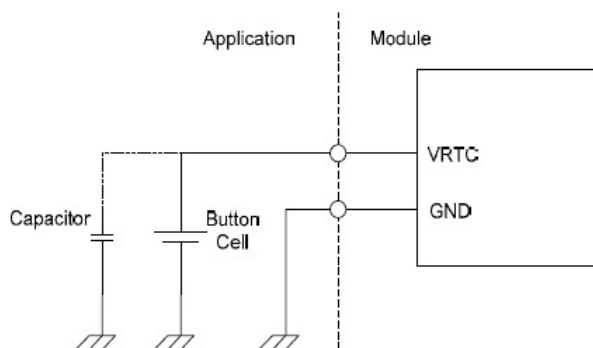 Application
Module
VRTC
Capacitor
Button
Cell
GND